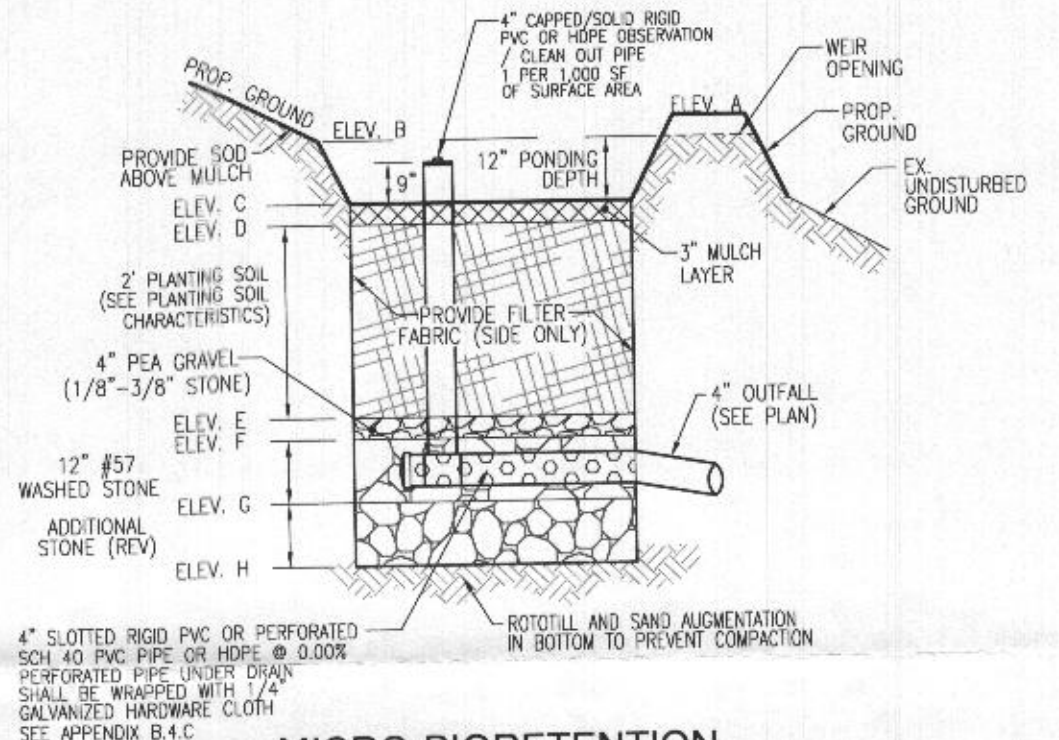 4" CAPPED/SOLID RIGID
PVC OR HDPE OBSERVATION
/ CLEAN OUT PIPE
1 PER 1,000 SF
OF SURFACE AREA
WEIR
OPENING
PROP. GROUND
ELEV. A
PROP.
GROUND
ELEV. B
PROVIDE SOD
ABOVE MULCH
12" PONDING
DEPTH
9"
EX.
UNDISTURBED
GROUND
ELEV. C
ELEV. D
3" MULCH
LAYER
2' PLANTING SOIL
(SEE PLANTING SOIL
CHARACTERISTICS)
PROVIDE FILTER
FABRIC (SIDE ONLY)
4" PEA GRAVEL
(1/8"-3/8" STONE)
4" OUTFALL
(SEE PLAN)
ELEV. E
ELEV. F
12" #57
WASHED STONE
ELEV. G
ADDITIONAL
STONE (REV)
ELEV. H
4" SLOTTED RIGID PVC OR PERFORATED
SCH 40 PVC PIPE OR HDPE @ 0.00%
PERFORATED PIPE UNDER DRAIN
SHALL BE WRAPPED WITH 1/4"
GALVANIZED HARDWARE CLOTH
SEE APPENDIX B.4.C
ROTOTILL AND SAND AUGMENTATION
IN BOTTOM TO PREVENT COMPACTION
MICRO BIORETENTION